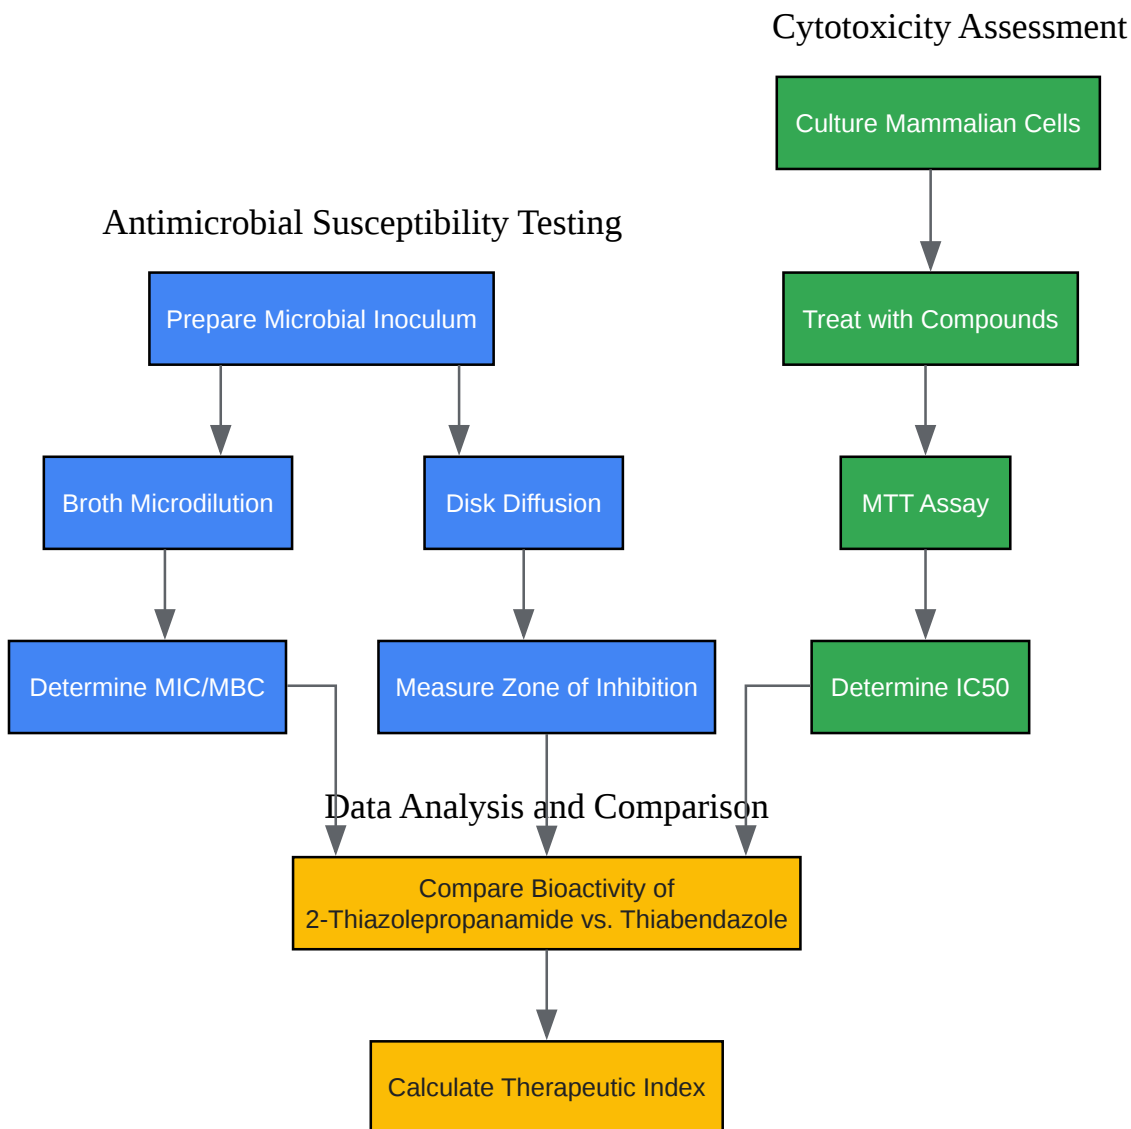 Cytotoxicity Assessment
Culture Mammalian Cells
Antimicrobial Susceptibility Testing
Prepare Microbial Inoculum
Treat with Compounds
Broth Microdilution
Disk Diffusion
MTT Assay
Determine MIC/MBC
Measure Zone of Inhibition
Determine IC50
Data Analysis and Comparison
Compare Bioactivity of
2-Thiazolepropanamide vs. Thiabendazole
Calculate Therapeutic Index